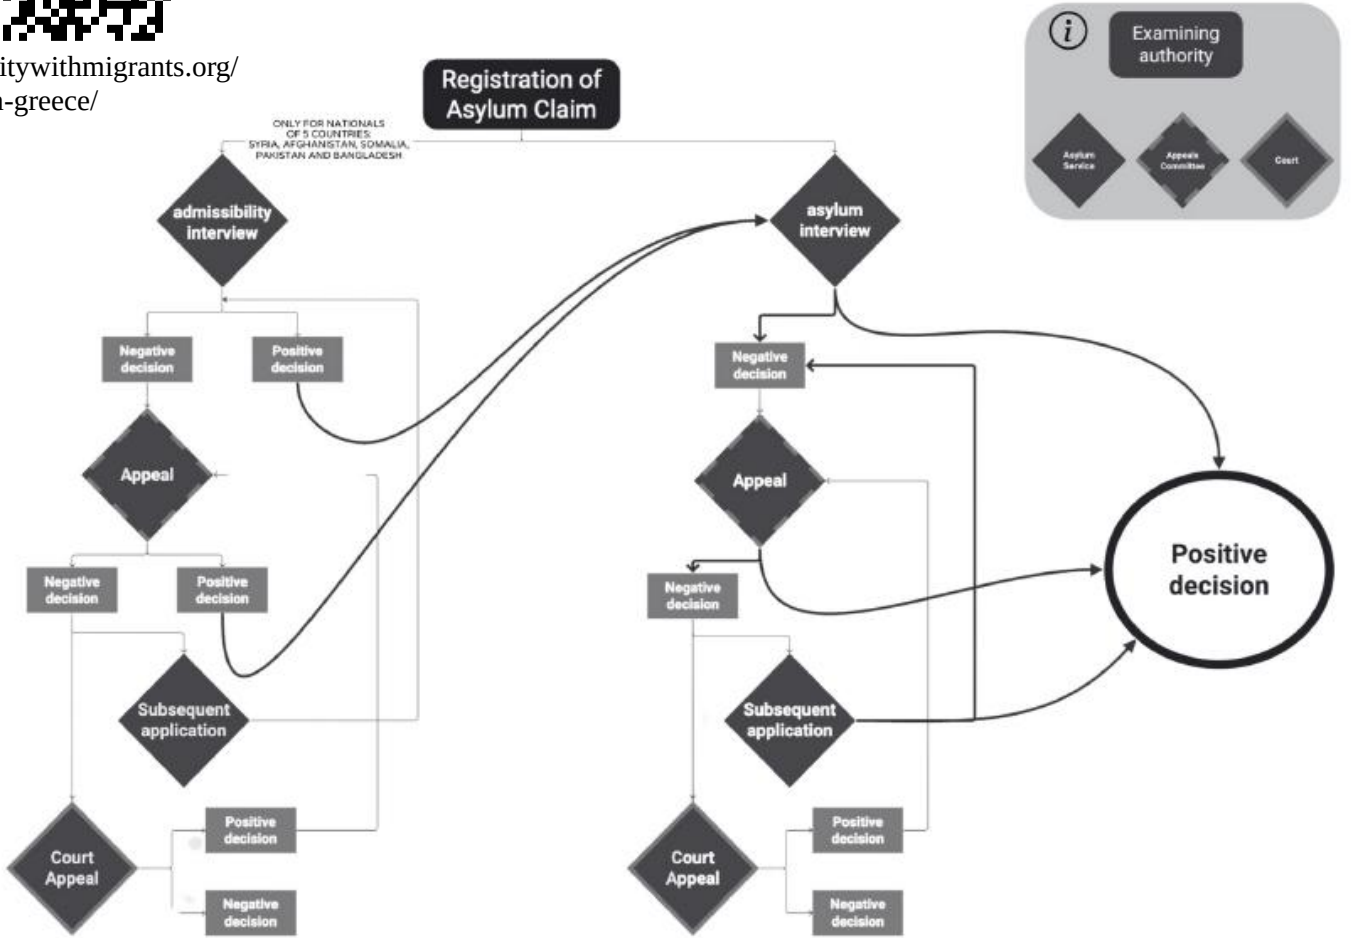 itywithmigrants.org/
-greece/
Registration of
Asylum Claim
ONLY FOR NATIONALS
OF 5 COUNTRIES:
SYRIA, AFGHANISTAN, SOMALIA,
PAKISTAN AND BANGLADESH
i
Examining
authority
Asylum
Service
Appeals
Committee
Court
admissibility
interview
asylum
interview
Negative
decision
Positive
decision
Negative
decision
Appeal
Appeal
Negative
decision
Positive
decision
Negative
decision
Positive
decision
Subsequent
application
Subsequent
application
Positive
decision
Negative
decision
Court
Appeal
Positive
decision
Negative
decision
Court
Appeal